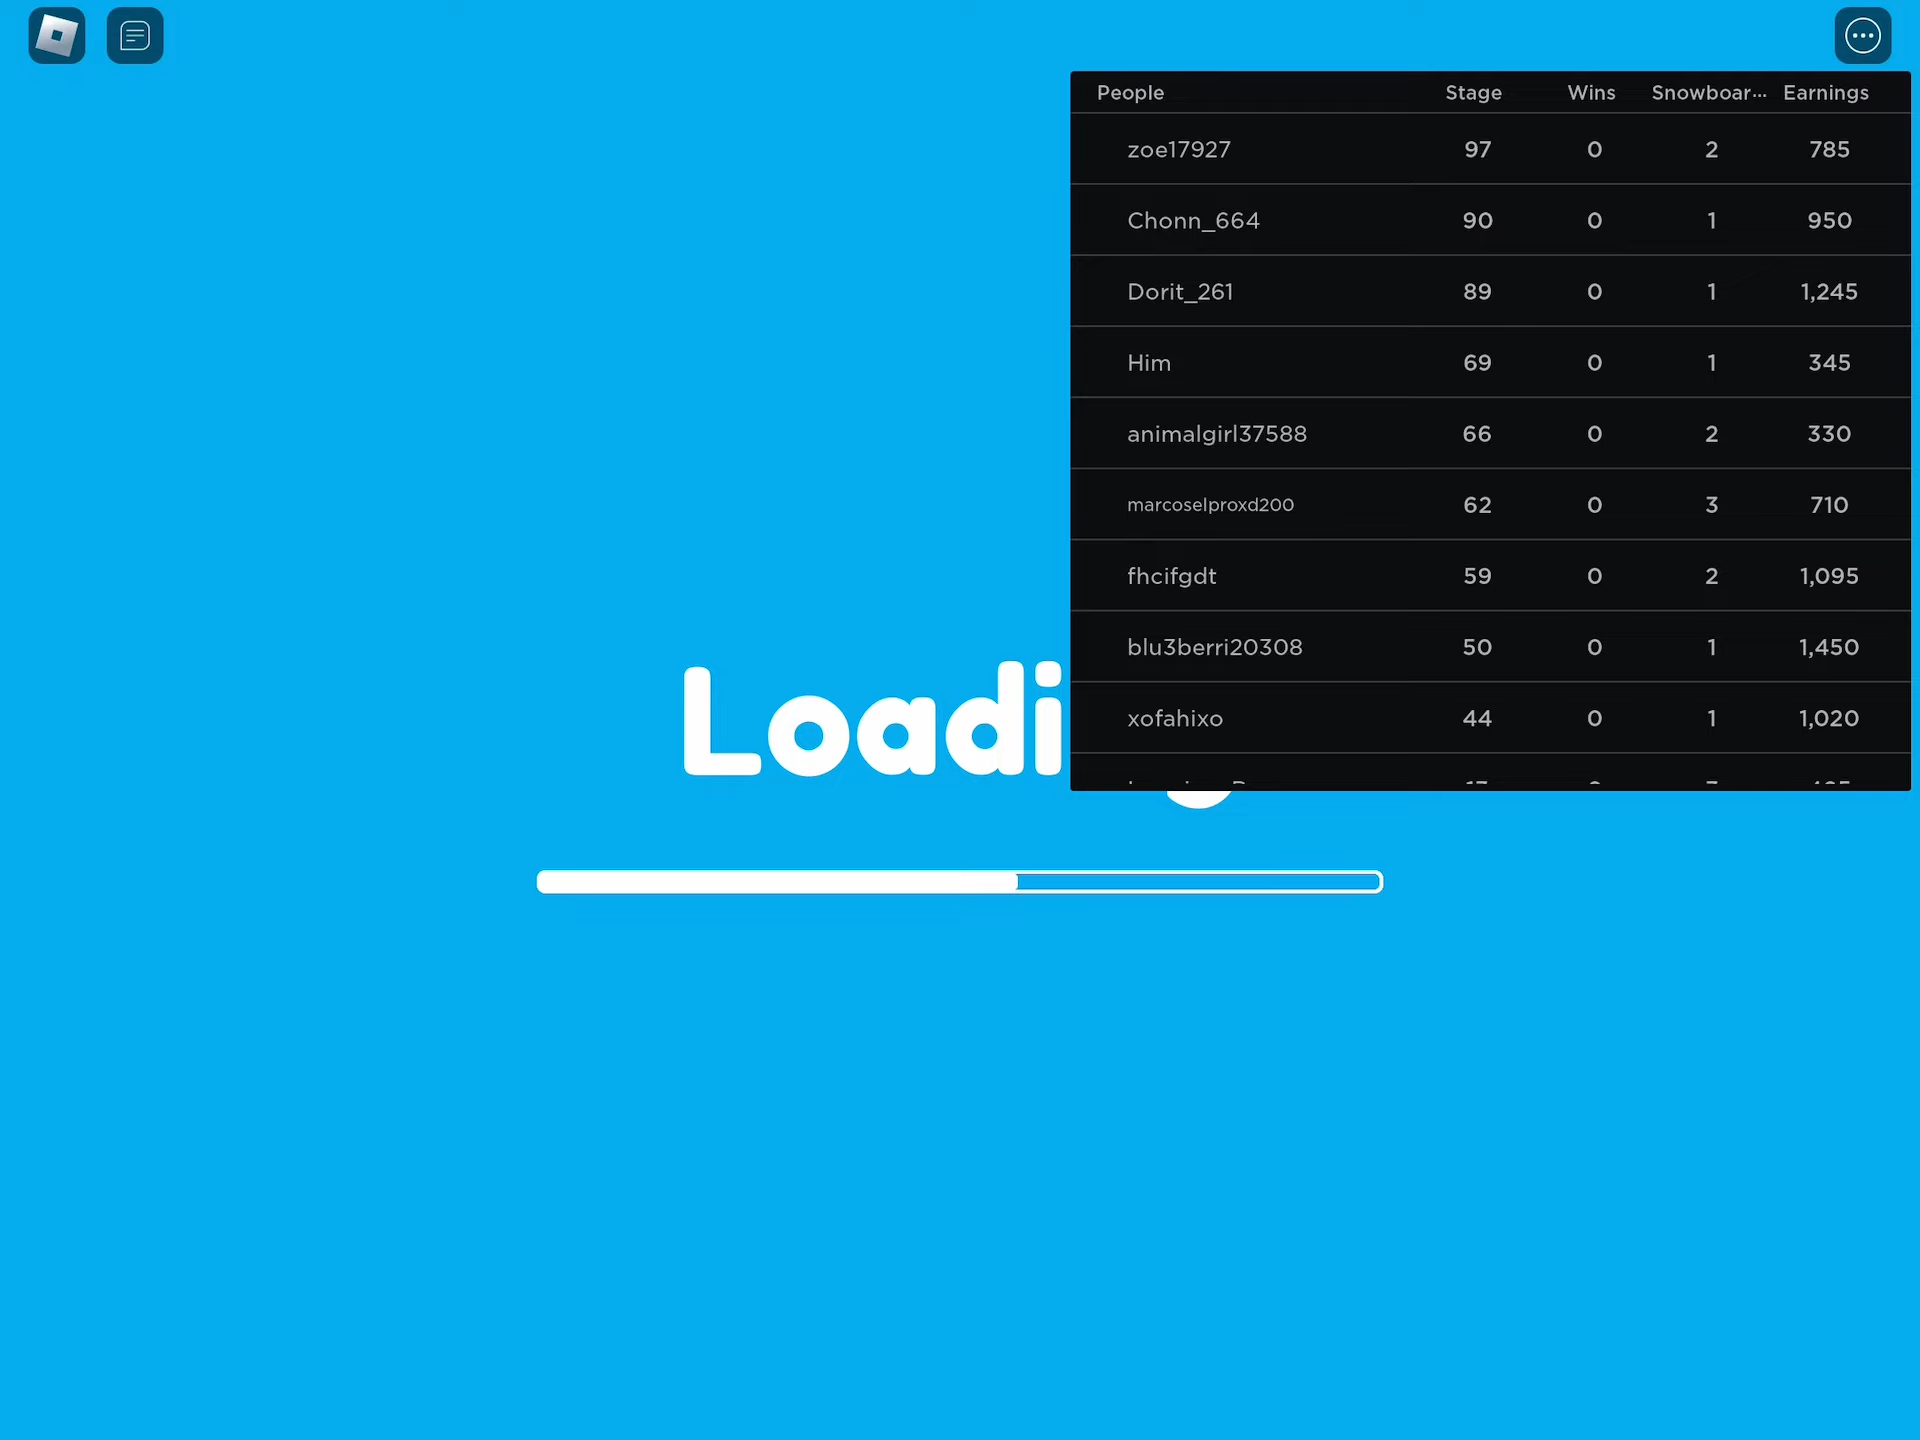 People Stage Wins Snowboar... Earnings
zoe17927 97 0 2 785
Chonn_664 90 0 1 950
Dorit_261 89 0 1 1,245
Him 69 0 1 345
animalgirl37588 66 0 2 330
marcoselproxd200 62 0 3 710
fhcifgdt 59 0 2 1,095
blu3berri20308 50 0 1 1,450
xofahixo 44 0 1 1,020
Loadi